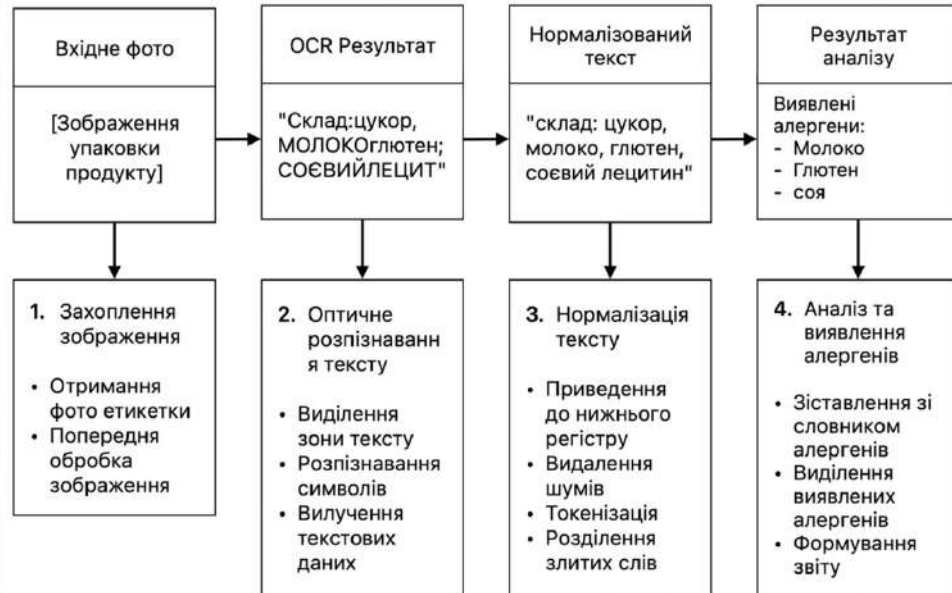 Вхідне фото
[Зображення
упаковки
продукту]
OCR Результат
"Склад:цукор,
МОЛОКОглютен;
СОЄВИЙЛЕЦИТ"
Нормалізований
текст
"склад: цукор,
молоко, глютен,
соєвий лецитин"
Результат
аналізу
Виявлені
алергени:
- Молоко
- Глютен
- соя
1. Захоплення
зображення
• Отримання
фото етикетки
• Попередня
обробка
зображення
2. Оптичне
розпізнаванн
я тексту
• Виділення
зони тексту
• Розпізнавання
символів
• Вилучення
текстових
даних
3. Нормалізація
тексту
• Приведення
до нижнього
регістру
• Видалення
шумів
• Токенізація
• Розділення
злитих слів
4. Аналіз та
виявлення
алергенів
• Зіставлення зі
словником
алергенів
• Виділення
виявлених
алергенів
• Формування
звіту